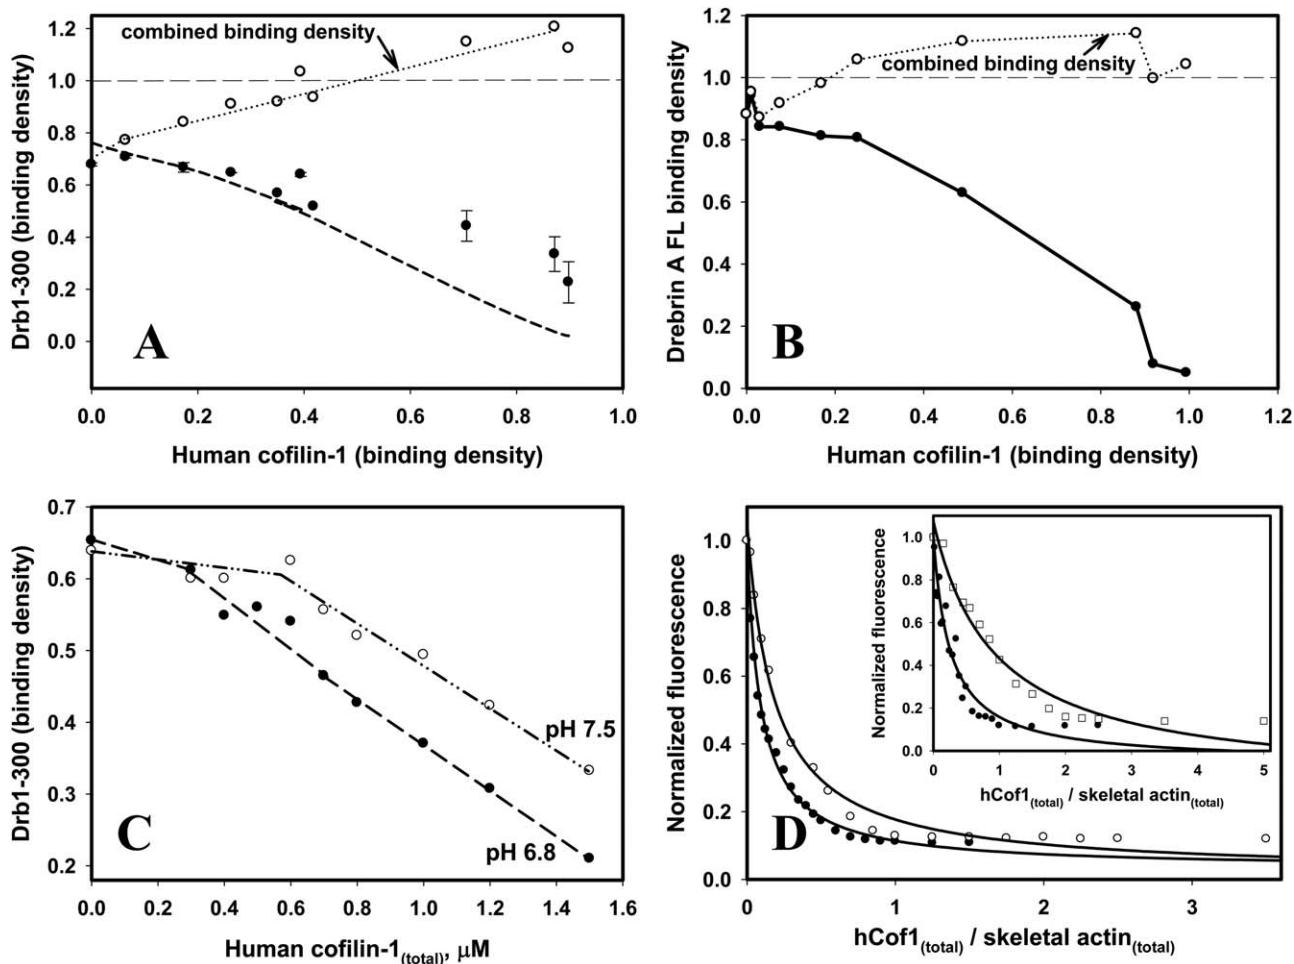 1.2
1.0
0.8
0.6
0.4
0.2
0.0
Drb1-300 (binding density)
combined binding density
A
0.0 0.2 0.4 0.6 0.8 1.0
Human cofilin-1 (binding density)
1.2
1.0
0.8
0.6
0.4
0.2
0.0
Drebrin A FL binding density
combined binding density
B
0.0 0.2 0.4 0.6 0.8 1.0 1.2
Human cofilin-1 (binding density)
0.7
0.6
0.5
0.4
0.3
0.2
Drb1-300 (binding density)
pH 7.5
pH 6.8
C
0.0 0.2 0.4 0.6 0.8 1.0 1.2 1.4 1.6
Human cofilin-1(total), μM
1.0
0.8
0.6
0.4
0.2
0.0
Normalized fluorescence
1.0
0.8
0.6
0.4
0.2
0.0
Normalized fluorescence
0 1 2 3 4 5
hCof1(total) / skeletal actin(total)
D
0 1 2 3
hCof1(total) / skeletal actin(total)